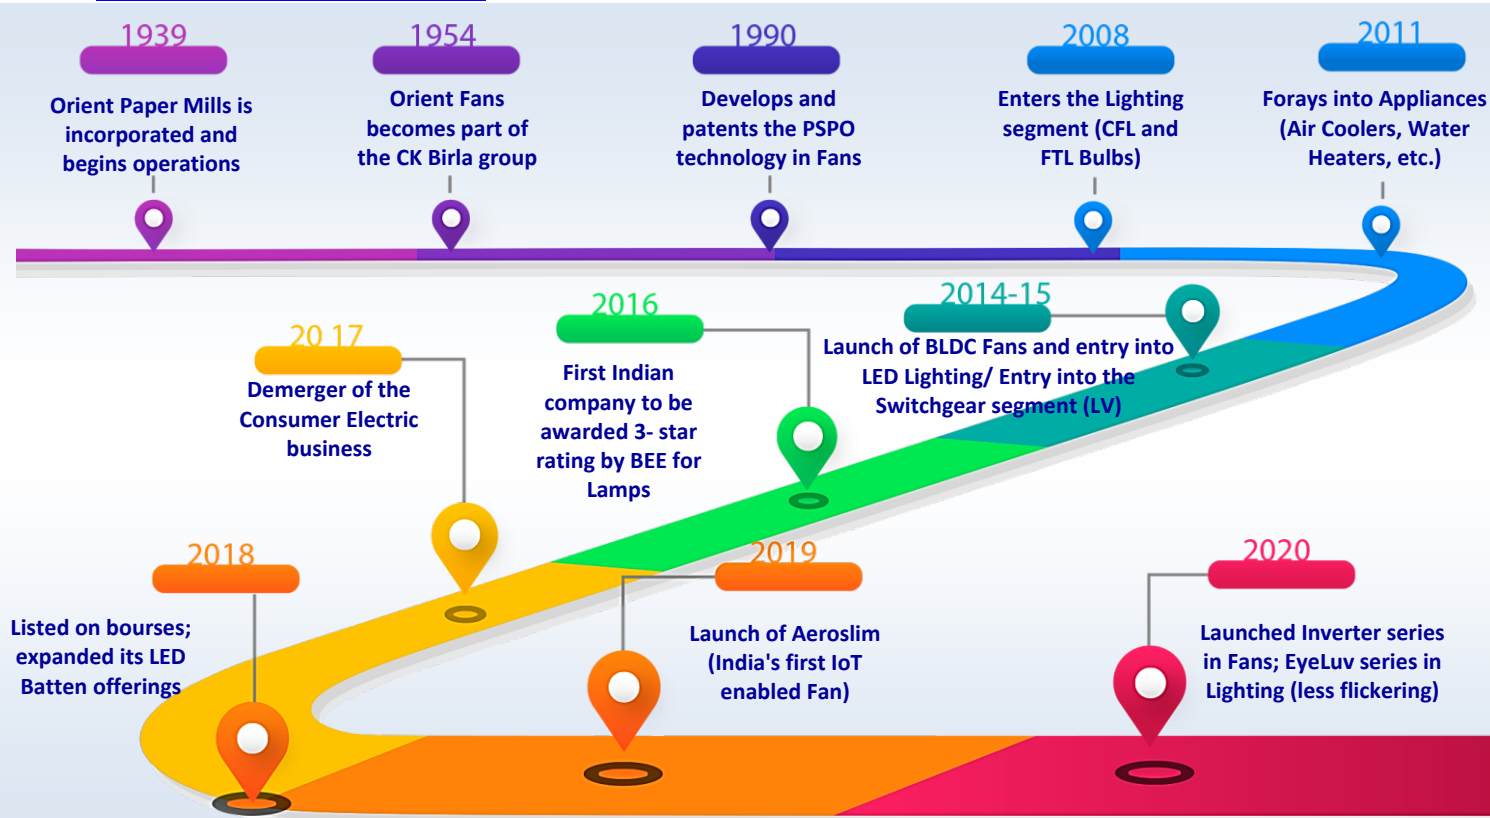 1939
Orient Paper Mills is
incorporated and
begins operations
1954
Orient Fans
becomes part of
the CK Birla group
1990
Develops and
patents the PSPO
technology in Fans
2008
Enters the Lighting
segment (CFL and
FTL Bulbs)
2011
Forays into Appliances
(Air Coolers, Water
Heaters, etc.)
2014-15
Launch of BLDC Fans and entry into
LED Lighting/ Entry into the
Switchgear segment (LV)
2016
First Indian
company to be
awarded 3- star
rating by BEE for
Lamps
20 17
Demerger of the
Consumer Electric
business
2018
Listed on bourses;
expanded its LED
Batten offerings
2019
Launch of Aeroslim
(India's first IoT
enabled Fan)
2020
Launched Inverter series
in Fans; EyeLuv series in
Lighting (less flickering)